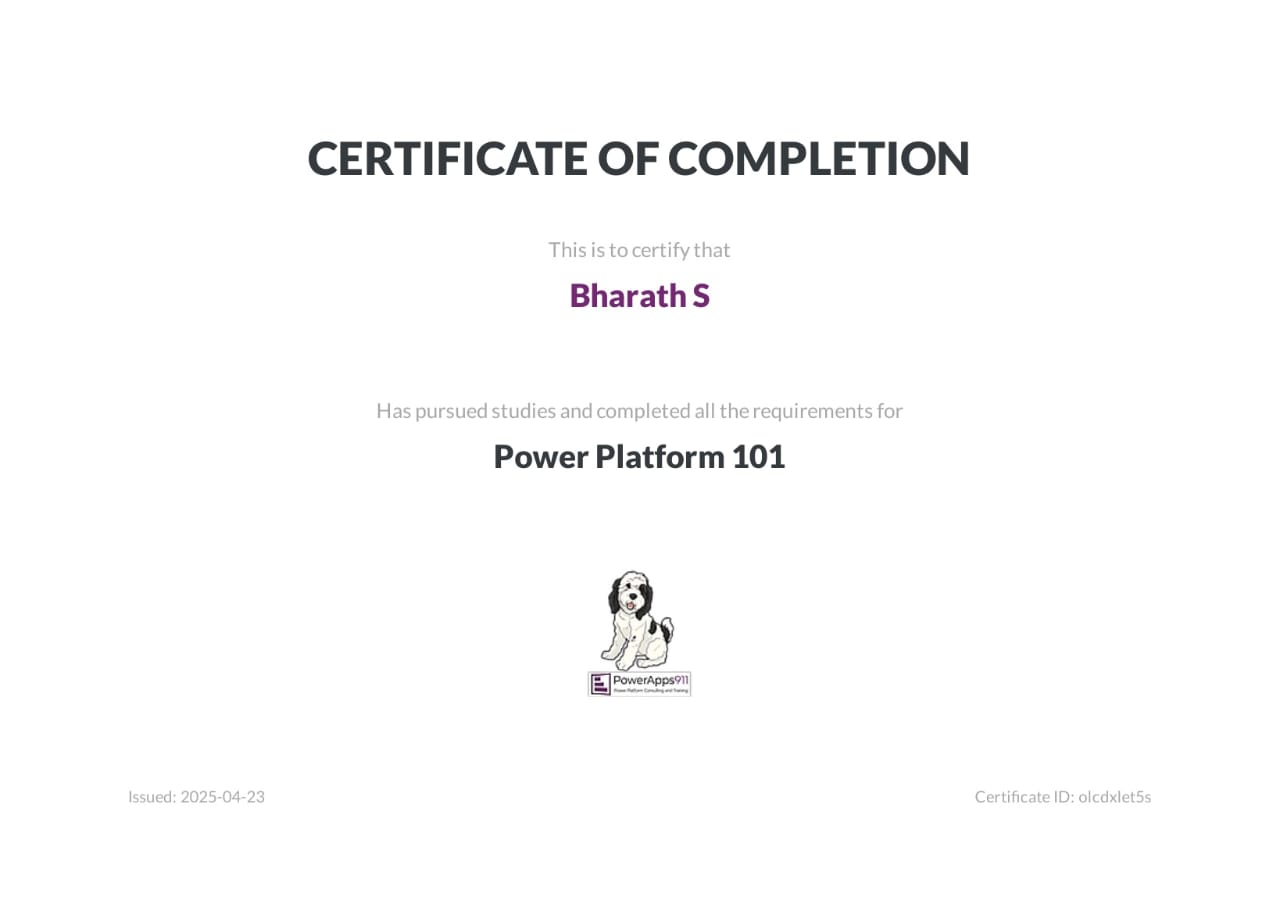 CERTIFICATE OF COMPLETION
This is to certify that
Bharath S
Has pursued studies and completed all the requirements for
Power Platform 101
PowerApps911
Power Platform Consulting and Training
Issued: 2025-04-23
Certificate ID: olcdxlet5s